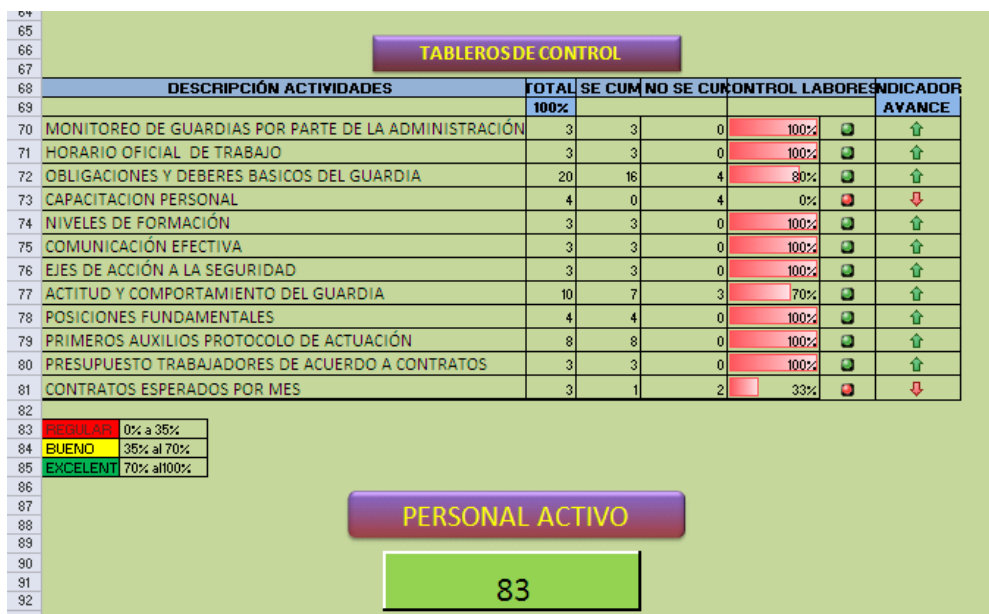 64
65
66 TABLEROS DE CONTROL
67
68 DESCRIPCIÓN ACTIVIDADES TOTAL SE CUM NO SE CUM CONTROL LABORES INDICADOR
69 100% AVANCE
70 MONITOREO DE GUARDIAS POR PARTE DE LA ADMINISTRACIÓN 3 3 0 100%
71 HORARIO OFICIAL DE TRABAJO 3 3 0 100%
72 OBLIGACIONES Y DEBERES BASICOS DEL GUARDIA 20 16 4 80%
73 CAPACITACION PERSONAL 4 0 4 0%
74 NIVELES DE FORMACIÓN 3 3 0 100%
75 COMUNICACIÓN EFECTIVA 3 3 0 100%
76 EJES DE ACCIÓN A LA SEGURIDAD 3 3 0 100%
77 ACTITUD Y COMPORTAMIENTO DEL GUARDIA 10 7 3 70%
78 POSICIONES FUNDAMENTALES 4 4 0 100%
79 PRIMEROS AUXILIOS PROTOCOLO DE ACTUACIÓN 8 8 0 100%
80 PRESUPUESTO TRABAJADORES DE ACUERDO A CONTRATOS 3 3 0 100%
81 CONTRATOS ESPERADOS POR MES 3 1 2 33%
82
83 REGULAR 0% a 35%
84 BUENO 35% al 70%
85 EXCELENT 70% al100%
86
87
88 PERSONAL ACTIVO
89
90
91 83
92